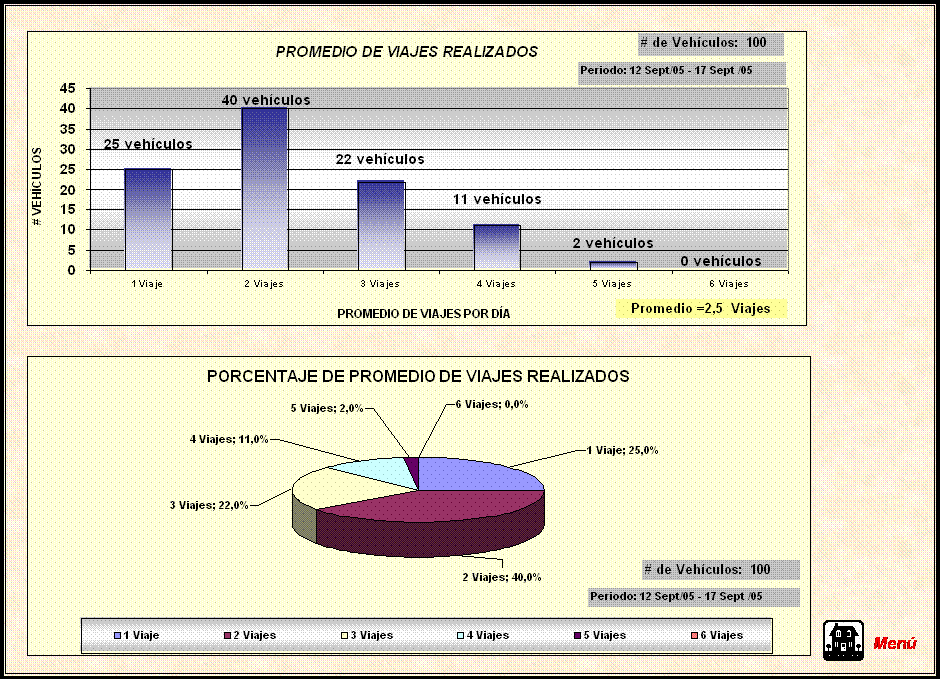 PROMEDIO DE VIAJES REALIZADOS
# de Vehículos: 100
Periodo: 12 Sept/05 - 17 Sept /05
# VEHICULOS
45
40
35
30
25
20
15
10
5
0
25 vehículos
40 vehículos
22 vehículos
11 vehículos
2 vehículos
0 vehículos
1 Viaje 2 Viajes 3 Viajes 4 Viajes 5 Viajes 6 Viajes
PROMEDIO DE VIAJES POR DÍA
Promedio =2,5 Viajes
PORCENTAJE DE PROMEDIO DE VIAJES REALIZADOS
5 Viajes; 2,0%
6 Viajes; 0,0%
4 Viajes; 11,0%
1 Viaje; 25,0%
3 Viajes; 22,0%
2 Viajes; 40,0%
# de Vehículos: 100
Periodo: 12 Sept/05 - 17 Sept /05
1 Viaje 2 Viajes 3 Viajes 4 Viajes 5 Viajes 6 Viajes
Menú